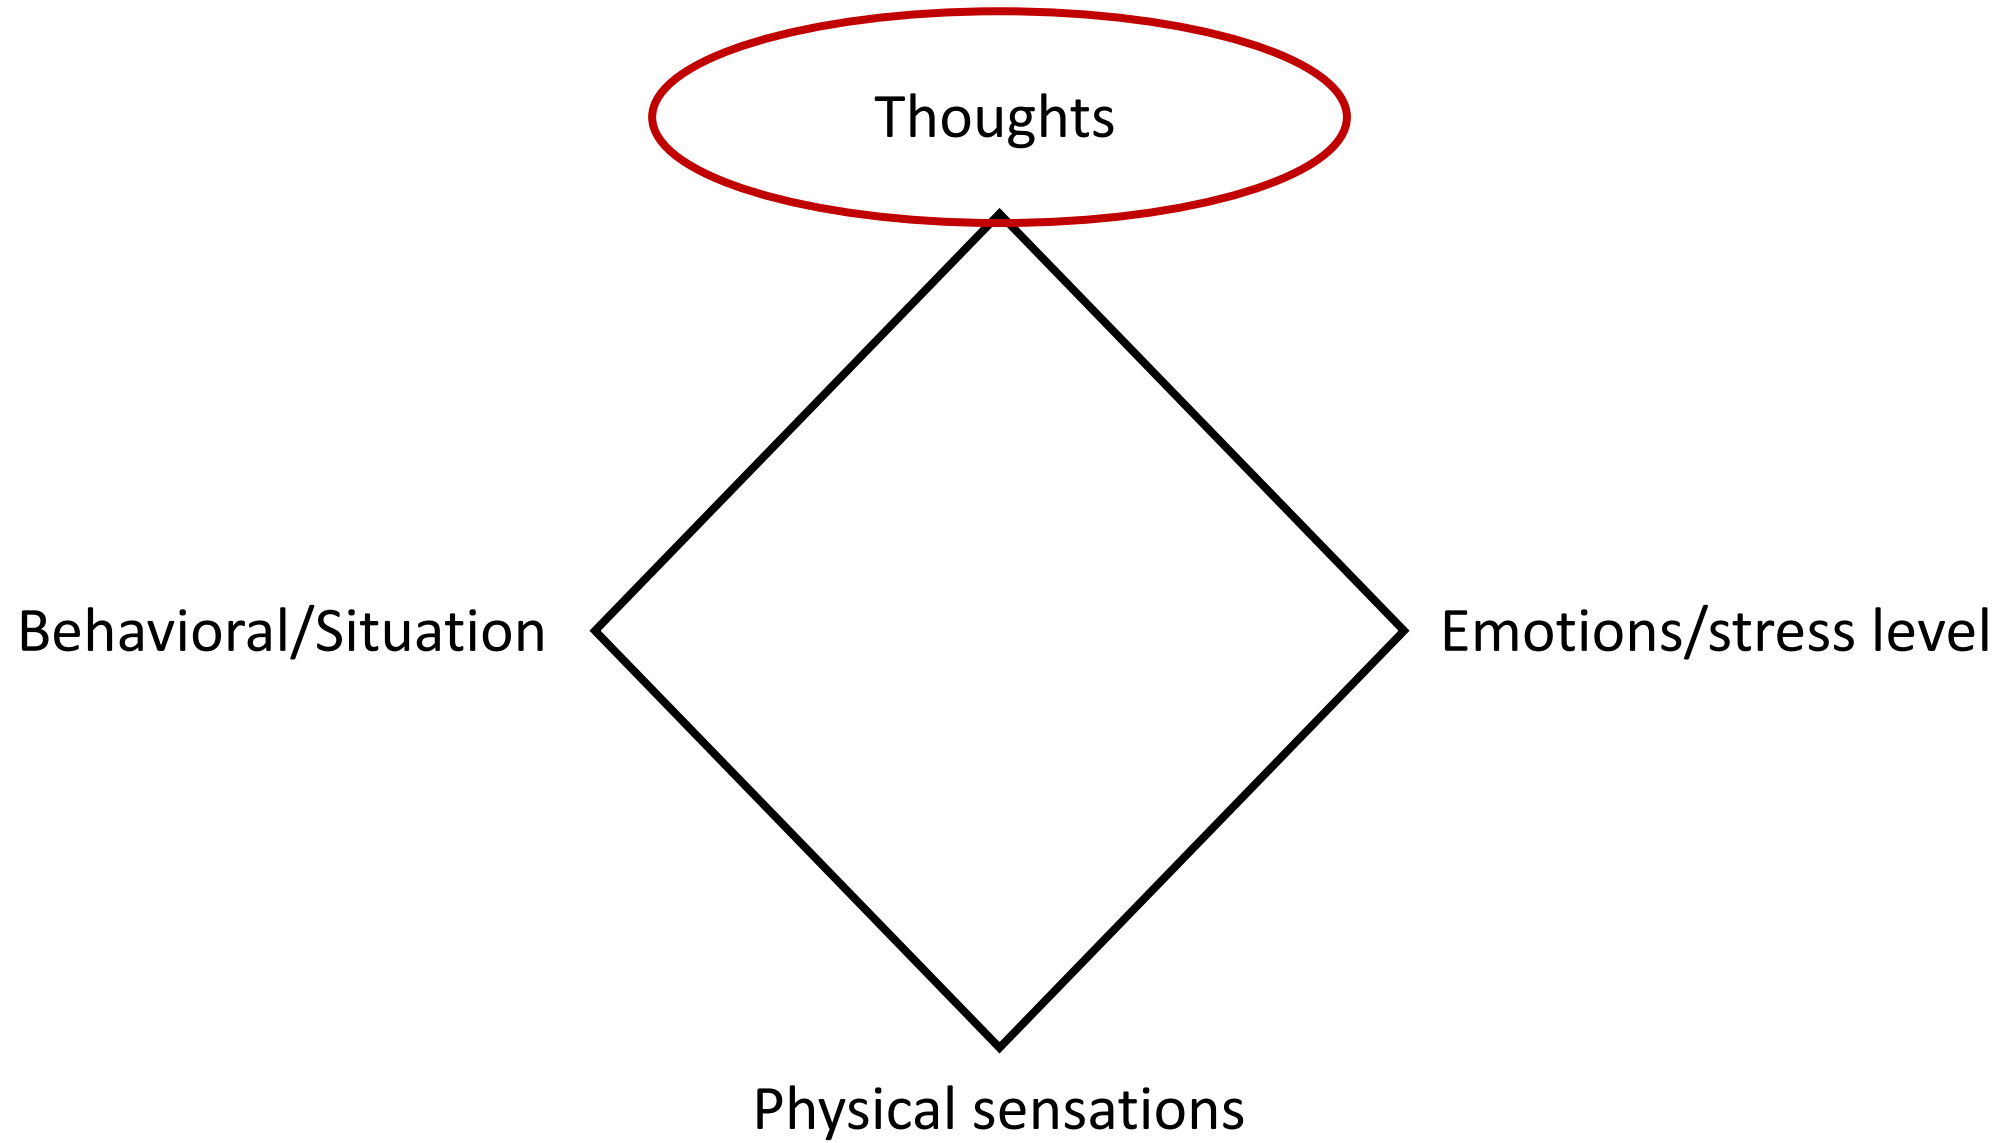 Thoughts
Behavioral/Situation
Emotions/stress level
Physical sensations